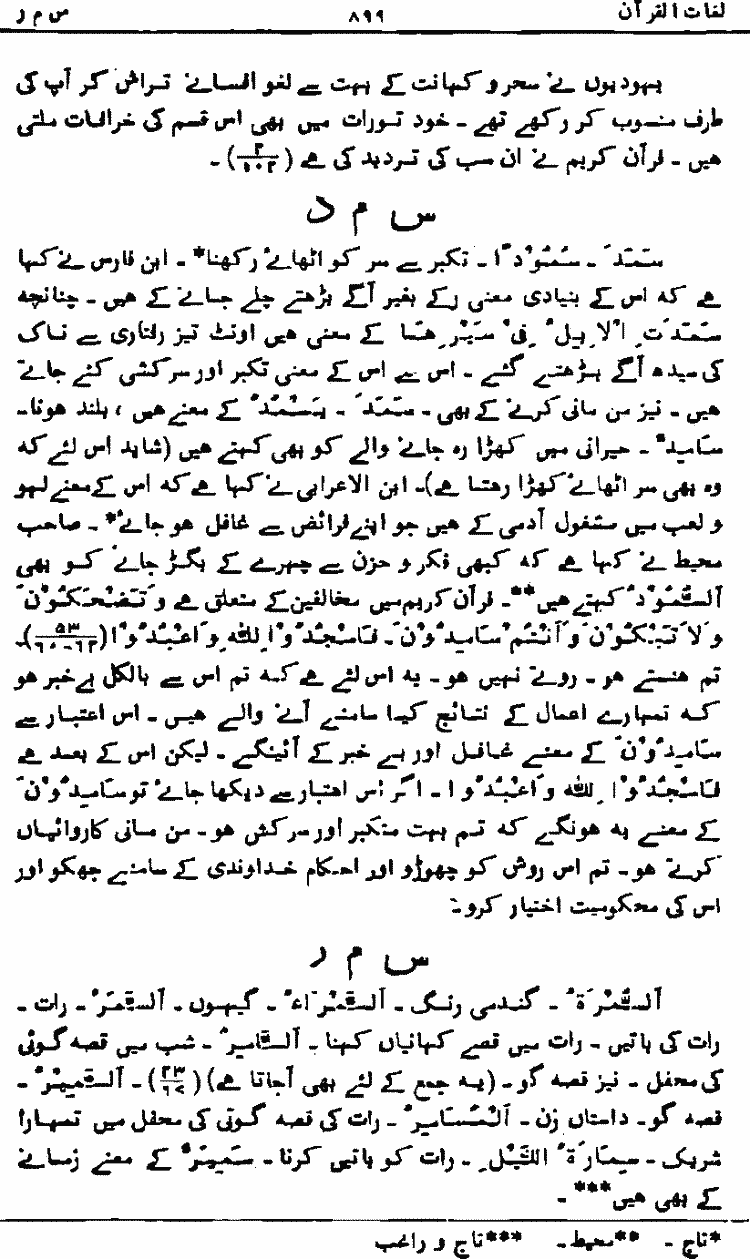 لغات القرآن ۸۹۹ س م ر
یہودیوں نے سحر و کہانت کے بہت سے لغو افسانے تراش کر آپ کی
طرف منسوب کر رکھے تھے ۔ خود تورات میں بھی اس قسم کی خرافات ملتی
ہیں ۔ قرآن کریم نے ان سب کی تردید کی ہے (۲/۱۰۲) ۔
س م د
سَمَدَ ۔ سُمُوْدًا ۔ تکبر سے سر کو اٹھائے رکھنا* ۔ ابن فارس نے کہا
ہے کہ اس کے بنیادی معنی رکے بغیر آگے بڑھتے چلے جانے کے ہیں ۔ چنانچہ
سَمَدَتِ الْاِبِلُ فِیْ سَیْرِھَا کے معنی ہیں اونٹ تیز رفتاری سے ناک
کی سیدھ آگے بڑھتے گئے ۔ اس سے اس کے معنی تکبر اور سرکشی کئے جاتے
ہیں ۔ نیز من مانی کرنے کے بھی ۔ سَمَدَ ۔ یَسْمُدُ کے معنے ہیں ، بلند ہونا۔
سَامِدٌ ۔ حیرانی میں کھڑا رہ جانے والے کو بھی کہتے ہیں (شاید اس لئے کہ
وہ بھی سر اٹھائے کھڑا رہتا ہے)۔ ابن الاعرابی نے کہا ہے کہ اس کے معنے لہو
و لعب میں مشغول آدمی کے ہیں جو اپنے فرائض سے غافل ہو جائے* ۔ صاحب
محیط نے کہا ہے کہ کبھی فکر و حزن سے چہرے کے بگڑ جانے کو بھی
اَلسُّمُوْدُ کہتے ہیں** ۔ قرآن کریم میں مخالفین کے متعلق ہے وَتَضْحَکُوْنَ
وَلَا تَبْکُوْنَ وَاَنْتُمْ سَامِدُوْنَ ۔ فَاسْجُدُوْا لِلّٰہِ وَاعْبُدُوْا (۵۳/۶۰-۶۲)۔
تم ہنستے ہو ۔ روتے نہیں ہو ۔ یہ اس لئے ہے کہ تم اس سے بالکل بے خبر ہو
کہ تمہارے اعمال کے نتائج کیا سامنے آنے والے ہیں ۔ اس اعتبار سے
سَامِدُوْنَ کے معنے غافل اور بے خبر کے آئینگے ۔ لیکن اس کے بعد ہے
فَاسْجُدُوْا لِلّٰہِ وَاعْبُدُوْا ۔ اگر اس اعتبار سے دیکھا جائے تو سَامِدُوْنَ
کے معنے یہ ہونگے کہ تم بہت متکبر اور سرکش ہو ۔ من مانی کاروائیاں
کرتے ہو ۔ تم اس روش کو چھوڑو اور احکام خداوندی کے سامنے جھکو اور
اس کی محکومیت اختیار کرو ۔
س م ر
اَلسُّمْرَۃُ ۔ گندمی رنگ ۔ اَلسَّمْرَاءُ ۔ گیہوں ۔ اَلسَّمَرُ ۔ رات ۔
رات کی باتیں ۔ رات میں قصے کہانیاں کہنا ۔ اَلسَّامِرُ ۔ شب میں قصہ گوئی
کی محفل ۔ نیز قصہ گو ۔ (یہ جمع کے لئے بھی آجاتا ہے) (۲۳/۶۷) ۔ اَلسَّمِیْرُ ۔
قصہ گو ۔ داستاں زن ۔ اَلْمُسَامِرُ ۔ رات کی قصہ گوئی کی محفل میں تمہارا
شریک ۔ سِمَارَۃُ اللَّیْلِ ۔ رات کو باتیں کرنا ۔ سَمِیْرٌ کے معنے زمانے
کے بھی ہیں*** ۔
*تاج ۔ **محیط ۔ ***تاج و راغب